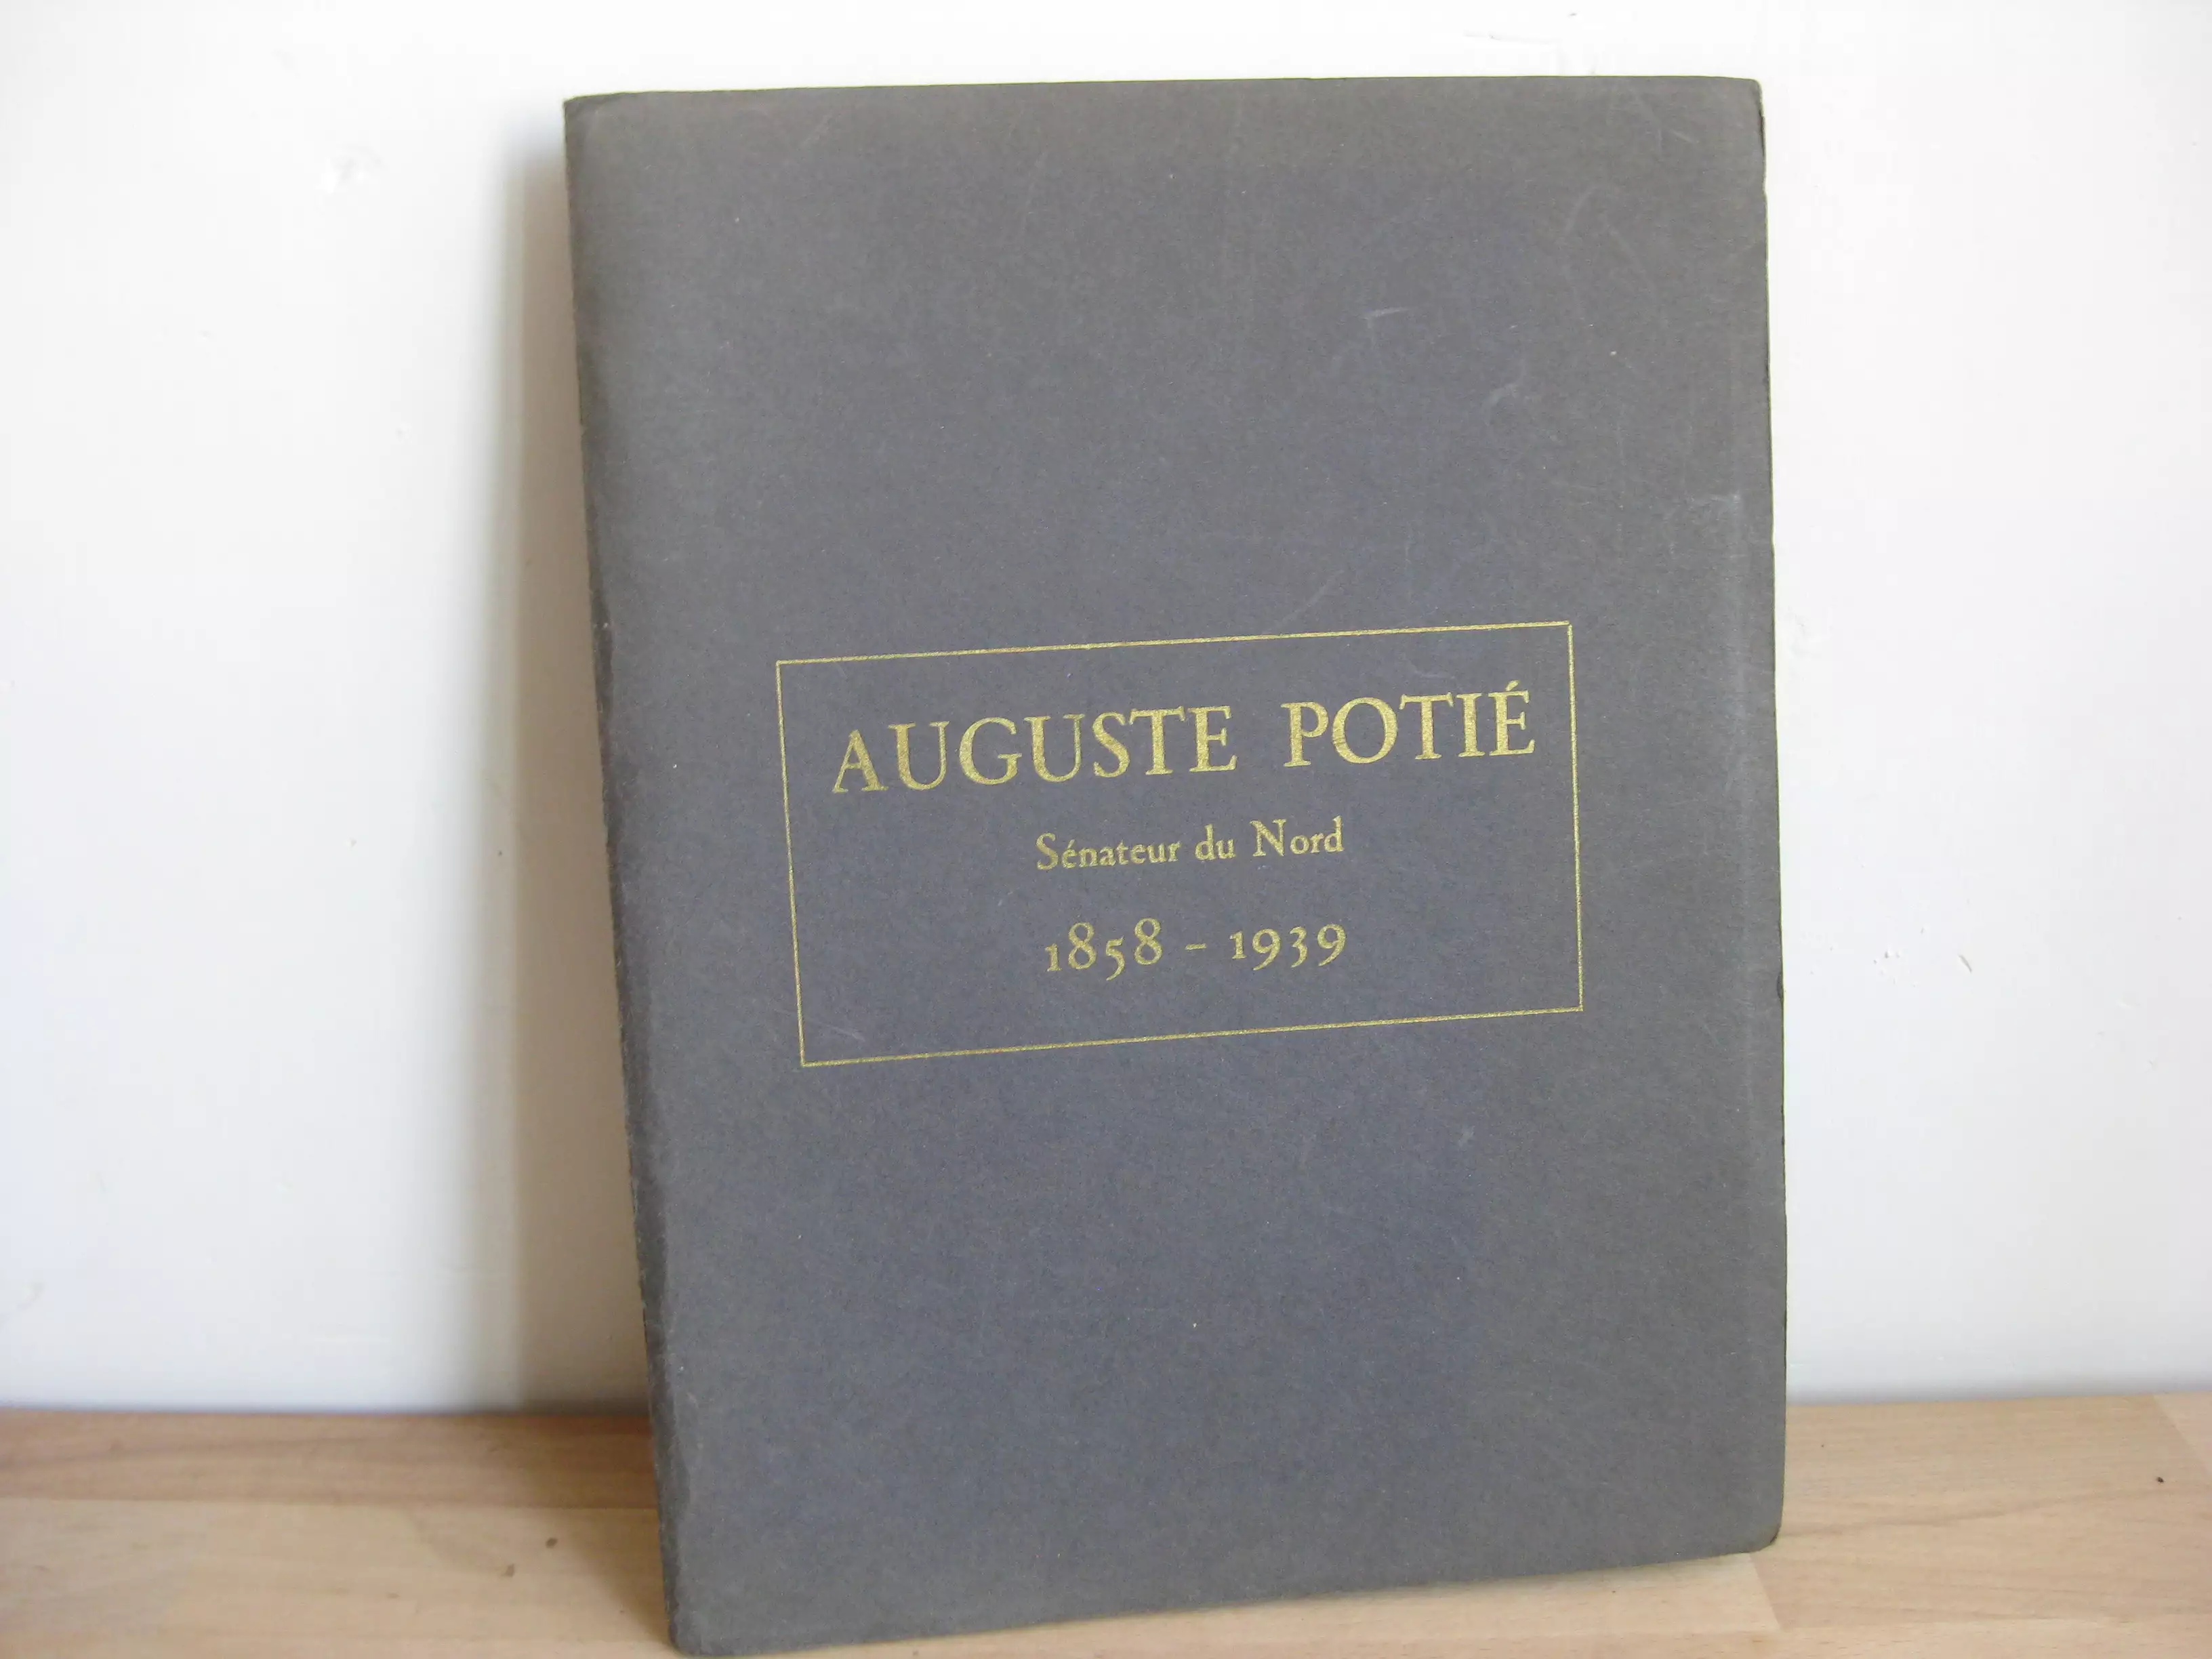 AUGUSTE POTIÉ
Sénateur du Nord
1858 - 1939